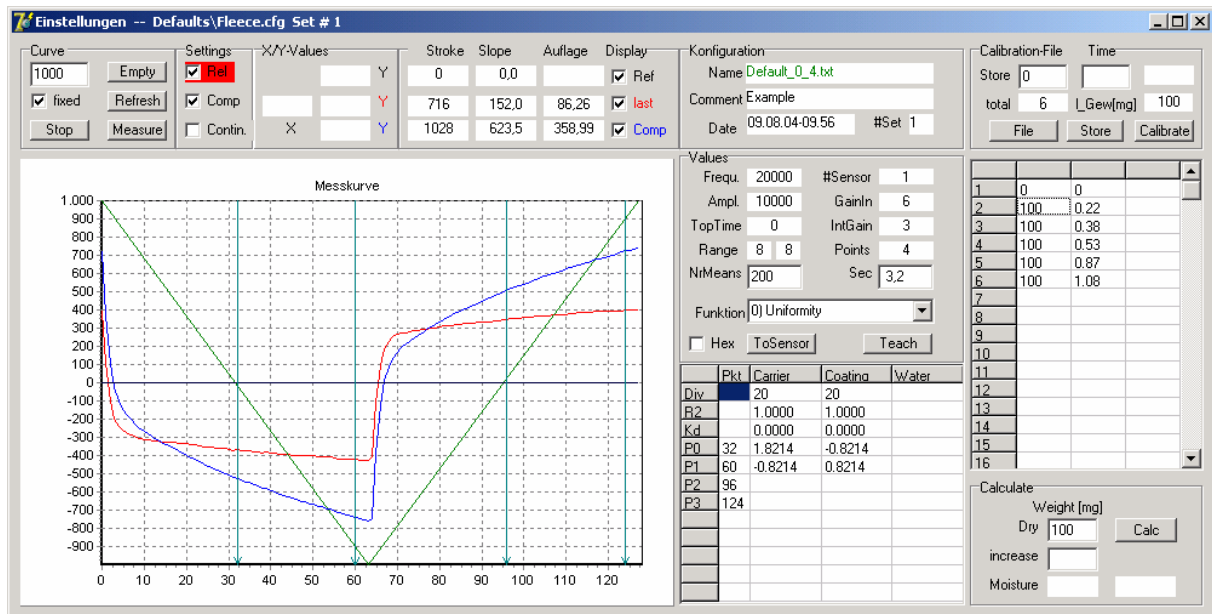 Einstellungen -- Defaults\Fleece.cfg Set # 1
Curve
1000 Empty
fixed Refresh
Stop Measure
Settings
Rel
Comp
Contin.
X/Y-Values
Y
Y
X Y
Stroke Slope Auflage Display
0 0,0 Ref
716 152,0 86,26 last
1028 623,5 358,99 Comp
Konfiguration
Name Default_0_4.txt
Comment Example
Date 09.08.04-09.56 #Set 1
Calibration-File Time
Store 0
total 6 I_Gew[mg] 100
File Store Calibrate
Messkurve
1.000
900
800
700
600
500
400
300
200
100
0
-100
-200
-300
-400
-500
-600
-700
-800
-900
0 10 20 30 40 50 60 70 80 90 100 110 120
Values
Frequ. 20000 #Sensor 1
Ampl. 10000 GainIn 6
TopTime 0 IntGain 3
Range 8 8 Points 4
NrMeans 200 Sec 3,2
Funktion 0) Uniformity
Hex ToSensor Teach
Pkt Carrier Coating Water
Div 20 20
R2 1.0000 1.0000
Kd 0.0000 0.0000
P0 32 1.8214 -0.8214
P1 60 -0.8214 0.8214
P2 96
P3 124
1 0 0
2 100 0.22
3 100 0.38
4 100 0.53
5 100 0.87
6 100 1.08
7
8
9
10
11
12
13
14
15
16
Calculate
Weight [mg]
Dry 100 Calc
increase
Moisture